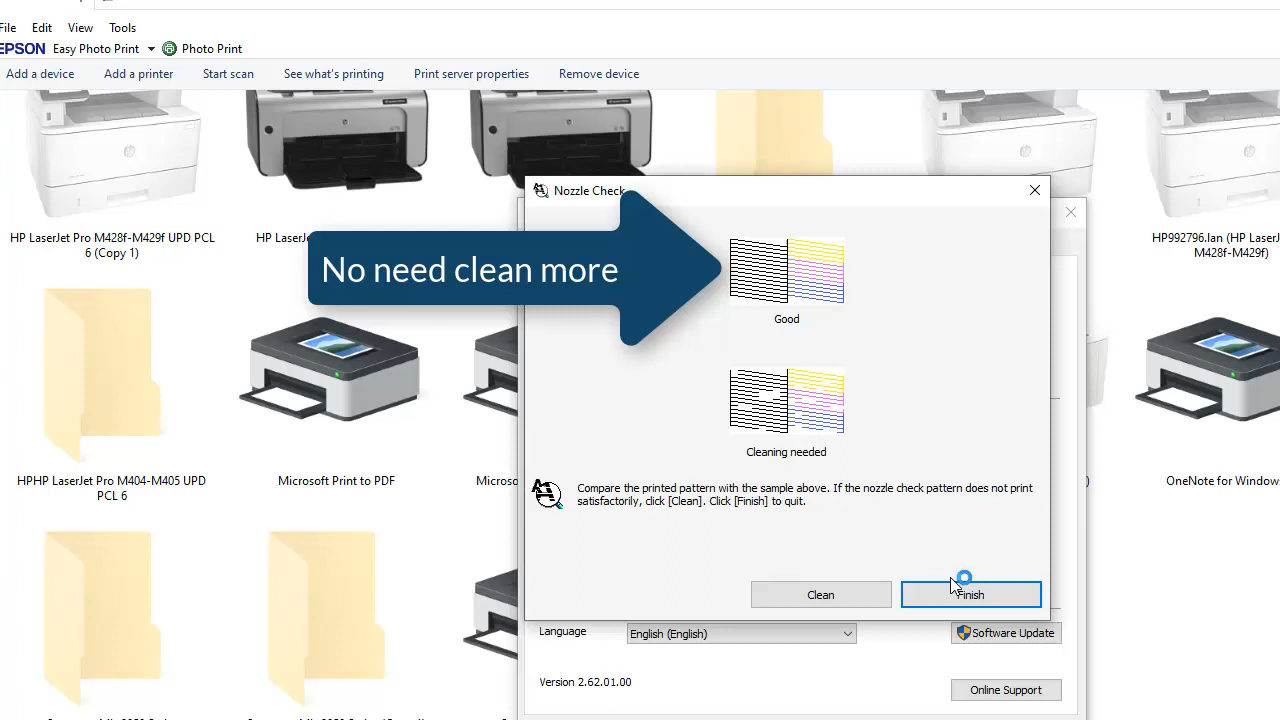 File Edit View Tools
EPSON Easy Photo Print Photo Print
Add a device Add a printer Start scan See what's printing Print server properties Remove device
Nozzle Check
No need clean more
Good
Cleaning needed
Compare the printed pattern with the sample above. If the nozzle check pattern does not print
satisfactorily, click [Clean]. Click [Finish] to quit.
Clean Finish
Language English (English) Software Update
Version 2.62.01.00
Online Support
HP LaserJet Pro M428f-M429f UPD PCL
6 (Copy 1)
HP LaserJ
HP992796.lan (HP LaserJ
M428f-M429f)
HPHP LaserJet Pro M404-M405 UPD
PCL 6
Microsoft Print to PDF
Microso
)
OneNote for Window